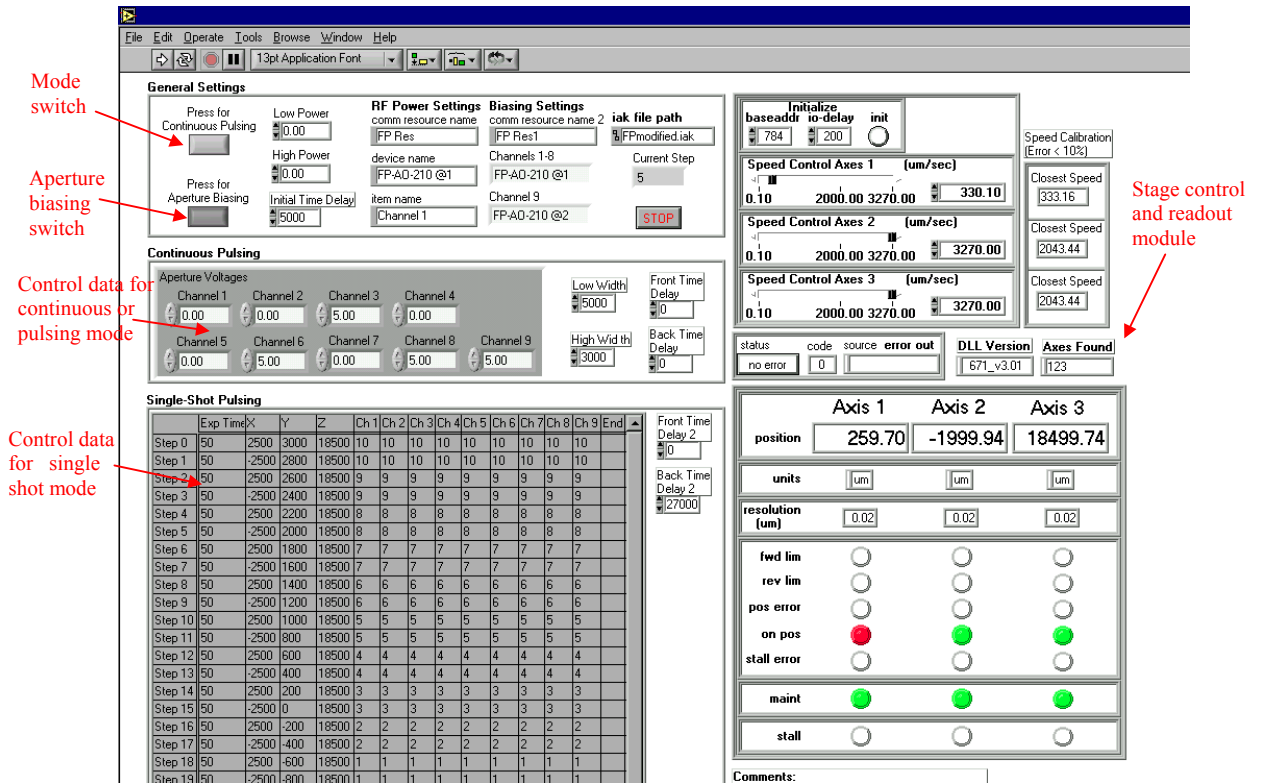 File Edit Operate Tools Browse Window Help
13pt Application Font
Mode
switch
Aperture
biasing
switch
Control data for
continuous or
pulsing mode
Control data
for single
shot mode
Stage control
and readout
module
General Settings
Press for
Continuous Pulsing
Press for
Aperture Biasing
Low Power
0.00
High Power
0.00
Initial Time Delay
5000
RF Power Settings
comm resource name
FP Res
device name
FP-AO-210 @1
item name
Channel 1
Biasing Settings
comm resource name 2
FP Res1
Channels 1-8
FP-AO-210 @1
Channel 9
FP-AO-210 @2
iak file path
FPmodified.iak
Current Step
5
STOP
Continuous Pulsing
Aperture Voltages
Channel 1 Channel 2 Channel 3 Channel 4
0.00 0.00 5.00 0.00
Channel 5 Channel 6 Channel 7 Channel 8 Channel 9
0.00 5.00 0.00 5.00 5.00
Low Width
5000
High Wid th
3000
Front Time
Delay
0
Back Time
Delay
0
Single-Shot Pulsing
Exp Time X Y Z Ch 1 Ch 2 Ch 3 Ch 4 Ch 5 Ch 6 Ch 7 Ch 8 Ch 9 End
Step 0 50 2500 3000 18500 10 10 10 10 10 10 10 10 10
Step 1 50 -2500 2800 18500 10 10 10 10 10 10 10 10 10
Step 2 50 2500 2600 18500 9 9 9 9 9 9 9 9 9
Step 3 50 -2500 2400 18500 9 9 9 9 9 9 9 9 9
Step 4 50 2500 2200 18500 8 8 8 8 8 8 8 8 8
Step 5 50 -2500 2000 18500 8 8 8 8 8 8 8 8 8
Step 6 50 2500 1800 18500 7 7 7 7 7 7 7 7 7
Step 7 50 -2500 1600 18500 7 7 7 7 7 7 7 7 7
Step 8 50 2500 1400 18500 6 6 6 6 6 6 6 6 6
Step 9 50 -2500 1200 18500 6 6 6 6 6 6 6 6 6
Step 10 50 2500 1000 18500 5 5 5 5 5 5 5 5 5
Step 11 50 -2500 800 18500 5 5 5 5 5 5 5 5 5
Step 12 50 2500 600 18500 4 4 4 4 4 4 4 4 4
Step 13 50 -2500 400 18500 4 4 4 4 4 4 4 4 4
Step 14 50 2500 200 18500 3 3 3 3 3 3 3 3 3
Step 15 50 -2500 0 18500 3 3 3 3 3 3 3 3 3
Step 16 50 2500 -200 18500 2 2 2 2 2 2 2 2 2
Step 17 50 -2500 -400 18500 2 2 2 2 2 2 2 2 2
Step 18 50 2500 -600 18500 1 1 1 1 1 1 1 1 1
Step 19 50 -2500 -800 18500 1 1 1 1 1 1 1 1 1
Front Time
Delay 2
0
Back Time
Delay 2
27000
Initialize
baseaddr io-delay init
784 200
Speed Control Axes 1 (um/sec)
0.10 2000.00 3270.00 330.10
Speed Control Axes 2 (um/sec)
0.10 2000.00 3270.00 3270.00
Speed Control Axes 3 (um/sec)
0.10 2000.00 3270.00 3270.00
Speed Calibration
(Error < 10%)
Closest Speed
333.16
Closest Speed
2043.44
Closest Speed
2043.44
status code source error out
no error 0
DLL Version
671_v3.01
Axes Found
123
Axis 1 Axis 2 Axis 3
position 259.70 -1999.94 18499.74
units um um um
resolution
(um) 0.02 0.02 0.02
fwd lim
rev lim
pos error
on pos
stall error
maint
stall
Comments: